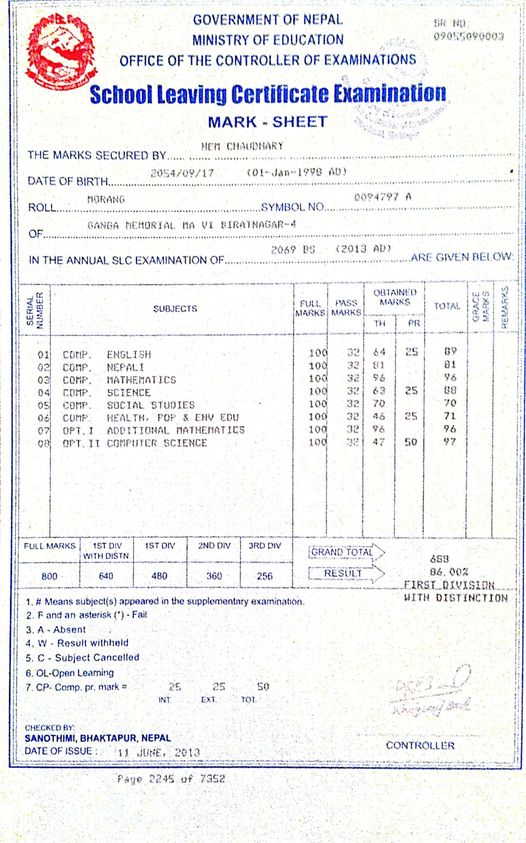 GOVERNMENT OF NEPAL
MINISTRY OF EDUCATION
OFFICE OF THE CONTROLLER OF EXAMINATIONS
SR NO.
09055090003
School Leaving Certificate Examination
MARK - SHEET
THE MARKS SECURED BY HEM CHAUDHARY
DATE OF BIRTH 2054/09/17 (01-Jan-1998 AD)
ROLL MORANG SYMBOL NO. 0094797 A
OF GANGA MEMORIAL MA VI BIRATNAGAR-4
IN THE ANNUAL SLC EXAMINATION OF 2069 BS (2013 AD) ARE GIVEN BELOW:
SERIAL NUMBER SUBJECTS FULL MARKS PASS MARKS OBTAINED MARKS TH PR TOTAL GRACE MARKS REMARKS
01 COMP. ENGLISH 100 32 64 25 89
02 COMP. NEPALI 100 32 81 81
03 COMP. MATHEMATICS 100 32 96 96
04 COMP. SCIENCE 100 32 63 25 88
05 COMP. SOCIAL STUDIES 100 32 70 70
06 COMP. HEALTH, POP & ENV EDU 100 32 46 25 71
07 OPT.I ADDITIONAL MATHEMATICS 100 32 96 96
08 OPT.II COMPUTER SCIENCE 100 32 47 50 97
FULL MARKS 1ST DIV WITH DISTN 1ST DIV 2ND DIV 3RD DIV
800 640 480 360 256
GRAND TOTAL 688
RESULT 86.00%
FIRST DIVISION
WITH DISTINCTION
1. # Means subject(s) appeared in the supplementary examination.
2. F and an asterisk (*) - Fail
3. A - Absent
4. W - Result withheld
5. C - Subject Cancelled
6. OL-Open Learning
7. CP- Comp. pr. mark = 25 25 50
INT. EXT. TOT.
CHECKED BY:
SANOTHIMI, BHAKTAPUR, NEPAL
DATE OF ISSUE : 11 JUNE, 2013
CONTROLLER
Page 2245 of 7352